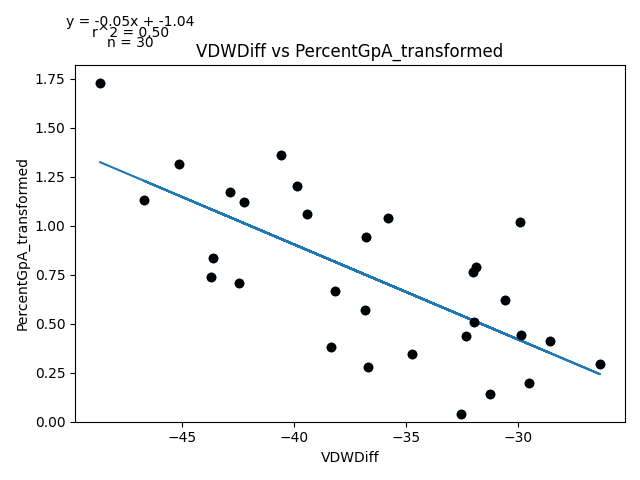 y = -0.05x + -1.04
r^2 = 0.50
n = 30
VDWDiff vs PercentGpA_transformed
1.75
1.50
1.25
1.00
0.75
0.50
0.25
0.00
PercentGpA_transformed
−45
−40
−35
−30
VDWDiff